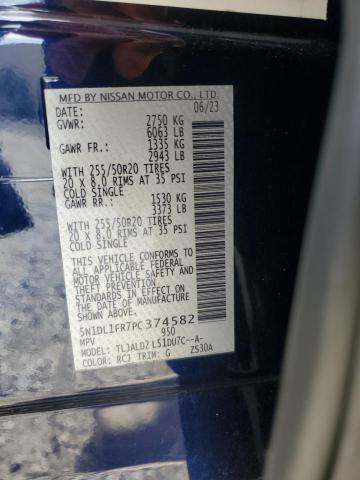 MFD BY NISSAN MOTOR CO., LTD.
DATE: 06/23
GVWR: 2750 KG
6063 LB
GAWR FR.: 1335 KG
2943 LB
WITH 255/50R20 TIRES
20 X 8.0 RIMS AT 35 PSI
COLD SINGLE
GAWR RR.: 1530 KG
3373 LB
WITH 255/50R20 TIRES
20 X 8.0 RIMS AT 35 PSI
COLD SINGLE
THIS VEHICLE CONFORMS TO ALL
APPLICABLE FEDERAL
MOTOR VEHICLE SAFETY
AND THEFT PREVENTION
STANDARDS IN EFFECT ON
THE DATE OF MANUFACTURE
SHOWN ABOVE.
5N1DL1FR7PC374582
MPV 950
MODEL: TLJALDZ L51DU7C--A-
COLOR: RCJ TRIM: G ZS30A